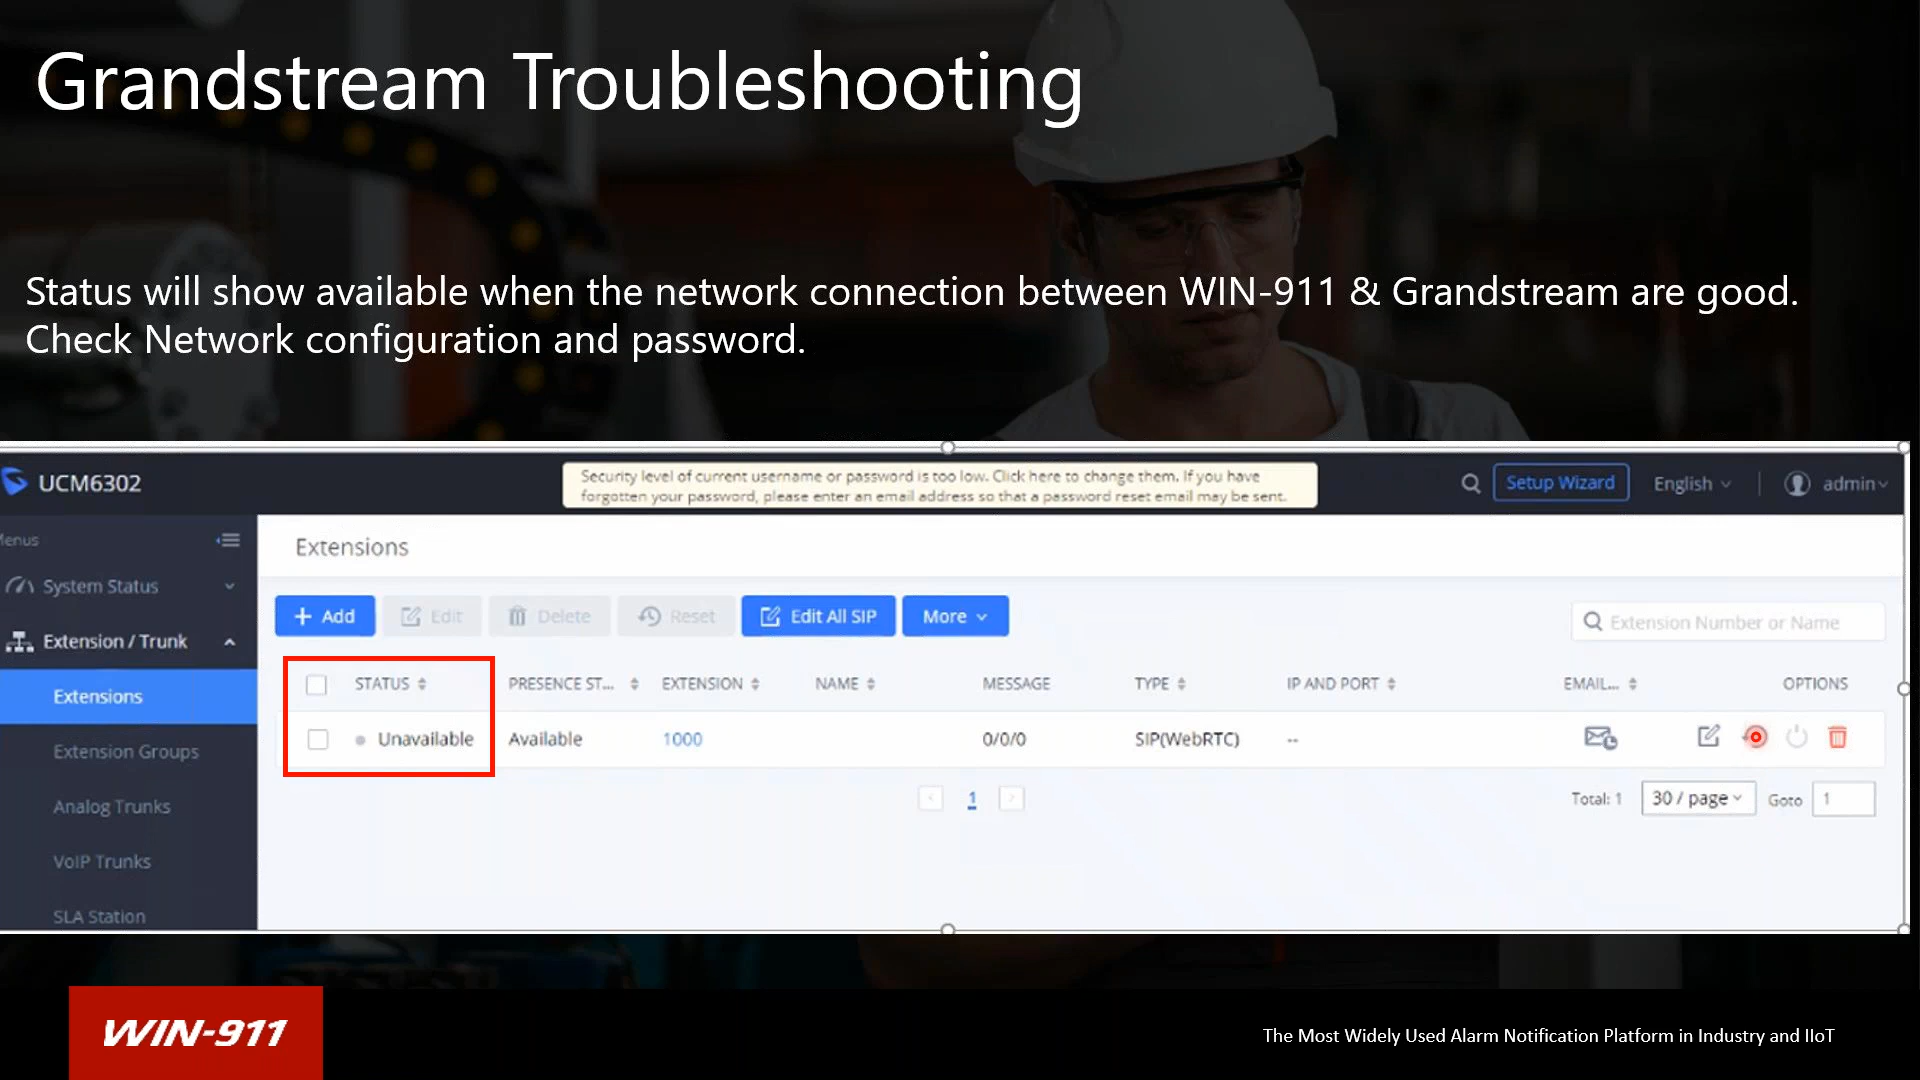 Grandstream Troubleshooting
Status will show available when the network connection between WIN-911 & Grandstream are good.
Check Network configuration and password.
UCM6302
Security level of current username or password is too low. Click here to change them. If you have
forgotten your password, please enter an email address so that a password reset email may be sent.
Setup Wizard
English
admin
enus
System Status
Extension / Trunk
Extensions
Extension Groups
Analog Trunks
VoIP Trunks
SLA Station
Extensions
Add Edit Delete Reset Edit All SIP More
Extension Number or Name
STATUS PRESENCE ST... EXTENSION NAME MESSAGE TYPE IP AND PORT EMAIL... OPTIONS
Unavailable Available 1000 0/0/0 SIP(WebRTC) --
1
Total: 1 30 / page Goto 1
WIN-911
The Most Widely Used Alarm Notification Platform in Industry and IIoT